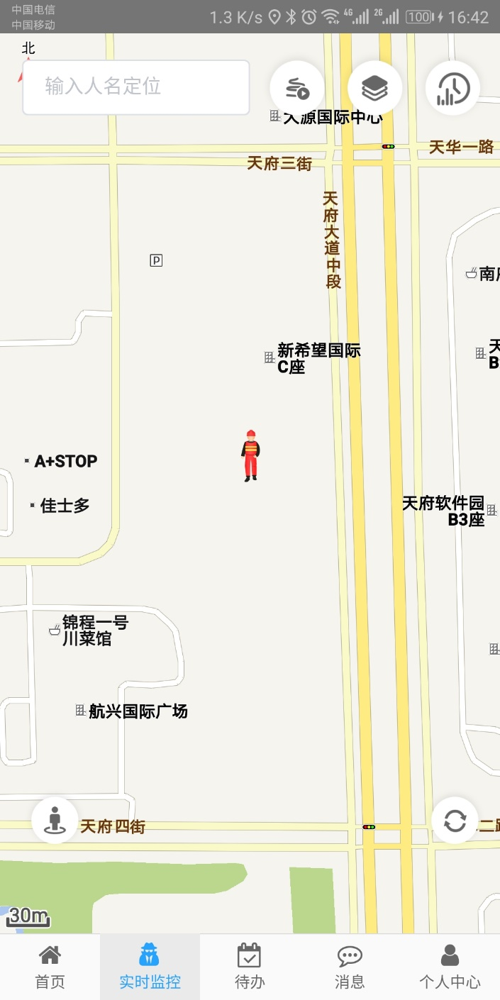 中国电信
中国移动
1.3 K/s
4G
2G
100
16:42
北
输入人名定位
大源国际中心
天华一路
天府三街
天府大道中段
P
南府
新希望国际
C座
天
B
A+STOP
佳士多
天府软件园
B3座
锦程一号
川菜馆
航兴国际广场
天府四街
二路
30m
首页
实时监控
待办
消息
个人中心